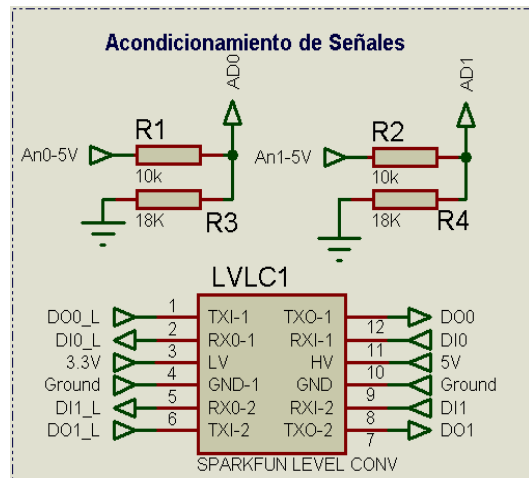 Acondicionamiento de Señales
AD0
AD1
R1
An0-5V
10k
18K
R3
R2
An1-5V
10k
18K
R4
LVLC1
DO0_L 1 TXI-1 TXO-1 12 DO0
DI0_L 2 RX0-1 RXI-1 11 DI0
3.3V 3 LV HV 10 5V
Ground 4 GND-1 GND 9 Ground
DI1_L 5 RX0-2 RXI-2 8 DI1
DO1_L 6 TXI-2 TXO-2 7 DO1
SPARKFUN LEVEL CONV